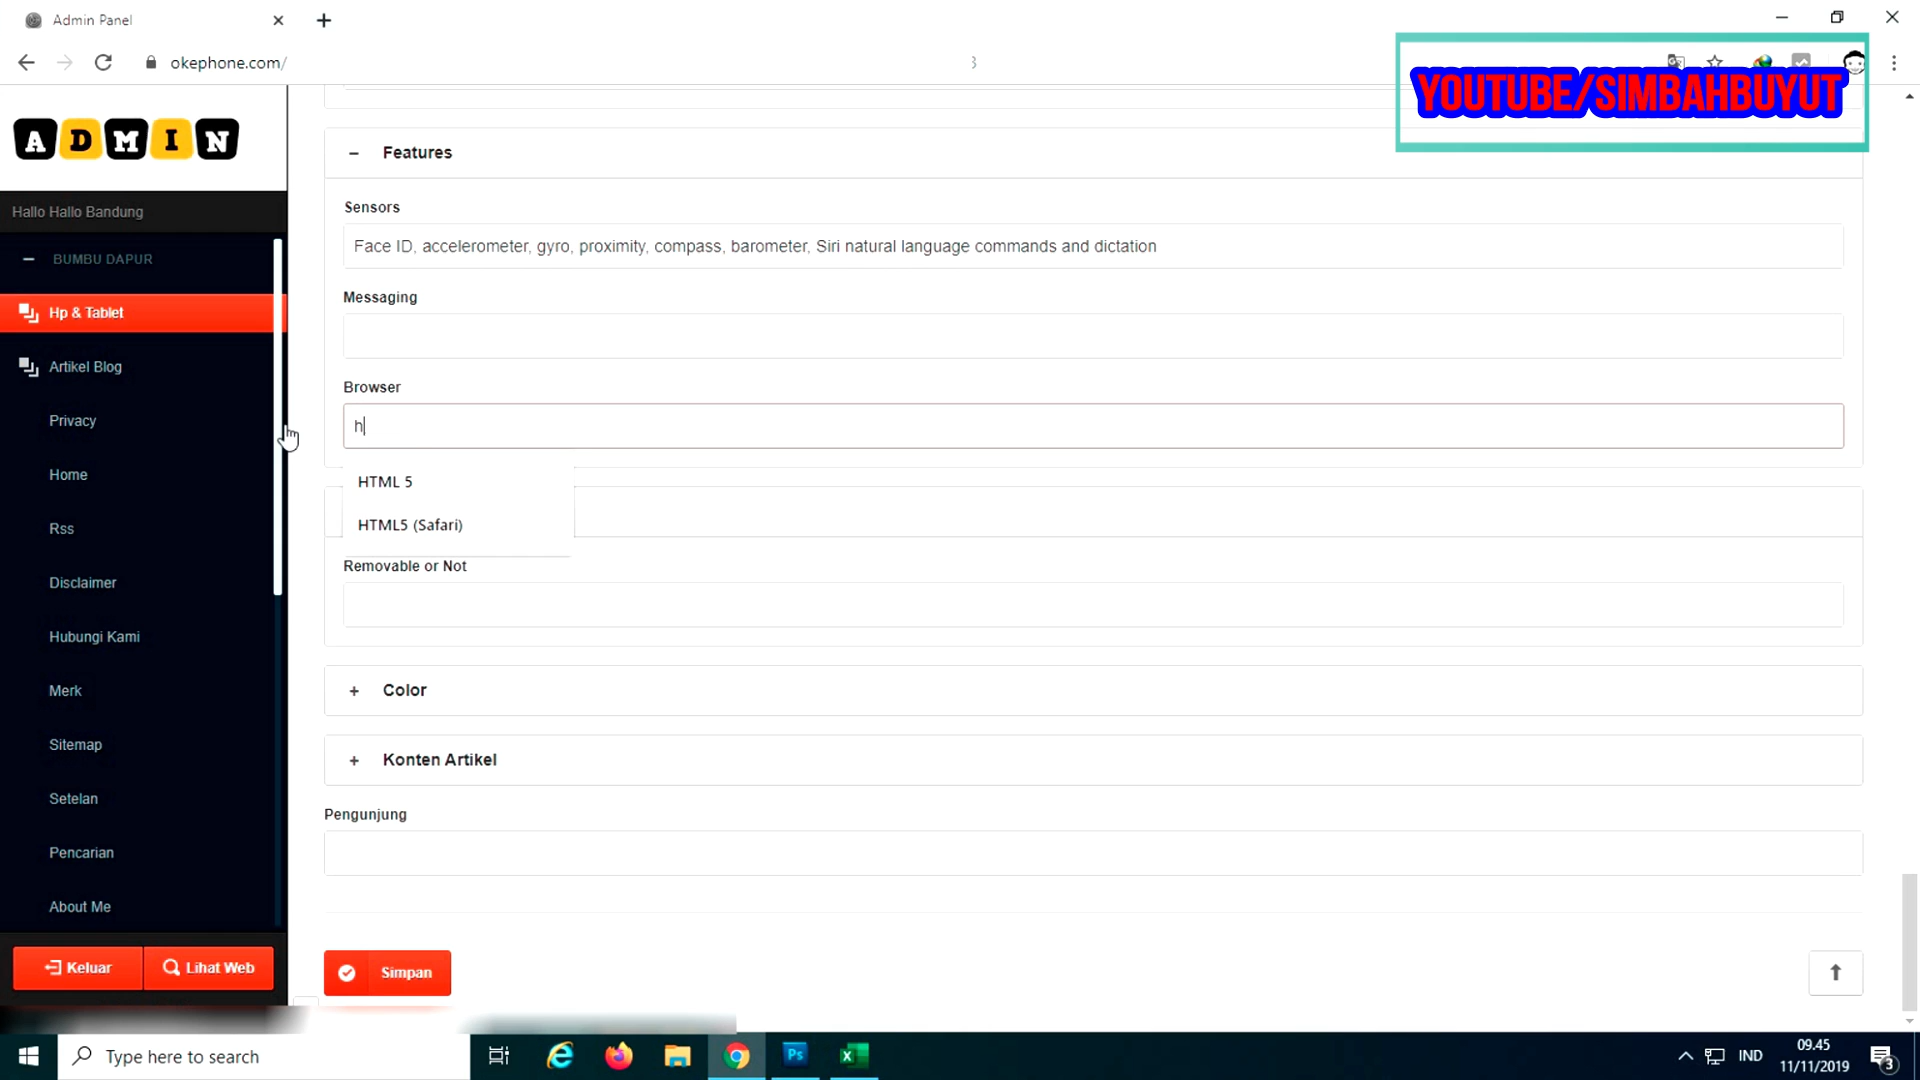 Admin Panel
okephone.com/
YOUTUBE/SIMBAHBUYUT
ADMIN
Hallo Hallo Bandung
BUMBU DAPUR
Hp & Tablet
Artikel Blog
Privacy
Home
Rss
Disclaimer
Hubungi Kami
Merk
Sitemap
Setelan
Pencarian
About Me
Keluar
Lihat Web
Features
Sensors
Face ID, accelerometer, gyro, proximity, compass, barometer, Siri natural language commands and dictation
Messaging
Browser
h
HTML 5
HTML5 (Safari)
Removable or Not
Color
Konten Artikel
Pengunjung
Simpan
Type here to search
Ps
IND
09.45
11/11/2019
3